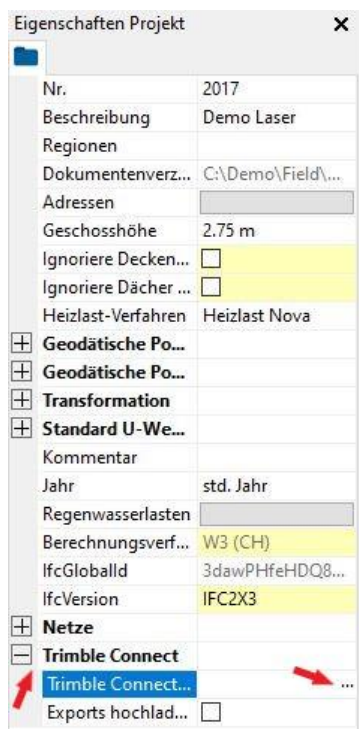 Eigenschaften Projekt
Nr. 2017
Beschreibung Demo Laser
Regionen
Dokumentenverz... C:\Demo\Field\...
Adressen
Geschosshöhe 2.75 m
Ignoriere Decken...
Ignoriere Dächer ...
Heizlast-Verfahren Heizlast Nova
Geodätische Po...
Geodätische Po...
Transformation
Standard U-We...
Kommentar
Jahr std. Jahr
Regenwasserlasten
Berechnungsverf... W3 (CH)
IfcGlobalId 3dawPHfeHDQ8...
IfcVersion IFC2X3
Netze
Trimble Connect
Trimble Connect... ...
Exports hochlad...